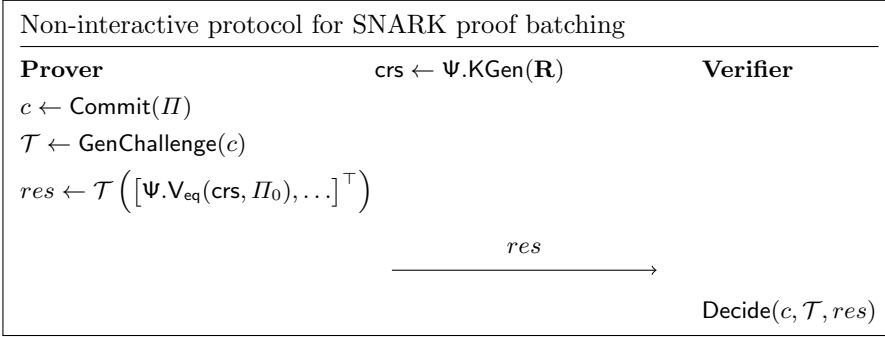 Non-interactive protocol for SNARK proof batching
Prover crs ← Ψ.KGen(R) Verifier
c ← Commit(Π)
𝒯 ← GenChallenge(c)
res ← 𝒯 ([Ψ.V_eq(crs, Π_0), …]^⊤)
res
Decide(c, 𝒯, res)